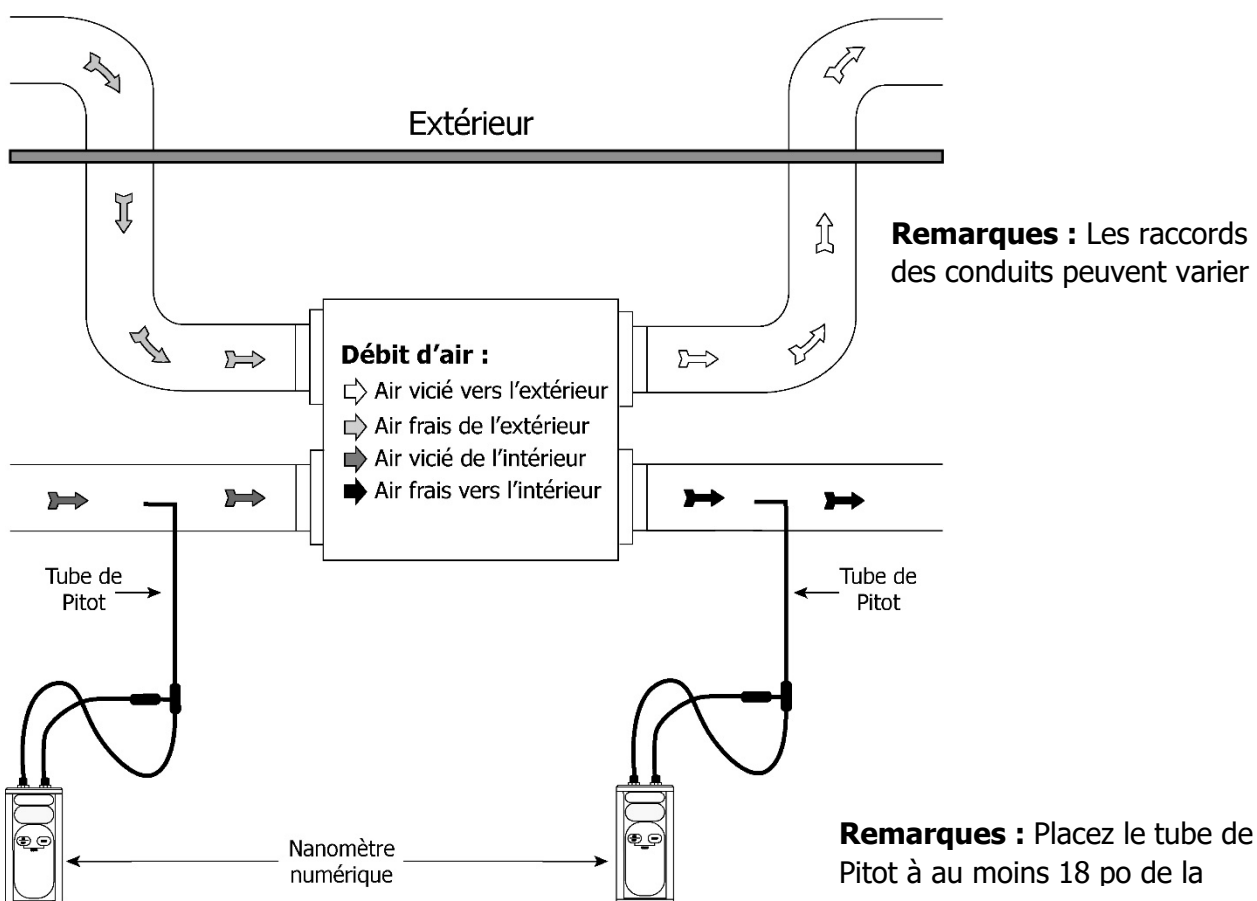 Extérieur
Remarques : Les raccords
des conduits peuvent varier
Débit d’air :
Air vicié vers l’extérieur
Air frais de l’extérieur
Air vicié de l’intérieur
Air frais vers l’intérieur
Tube de
Pitot
Tube de
Pitot
Nanomètre
numérique
Remarques : Placez le tube de
Pitot à au moins 18 po de la